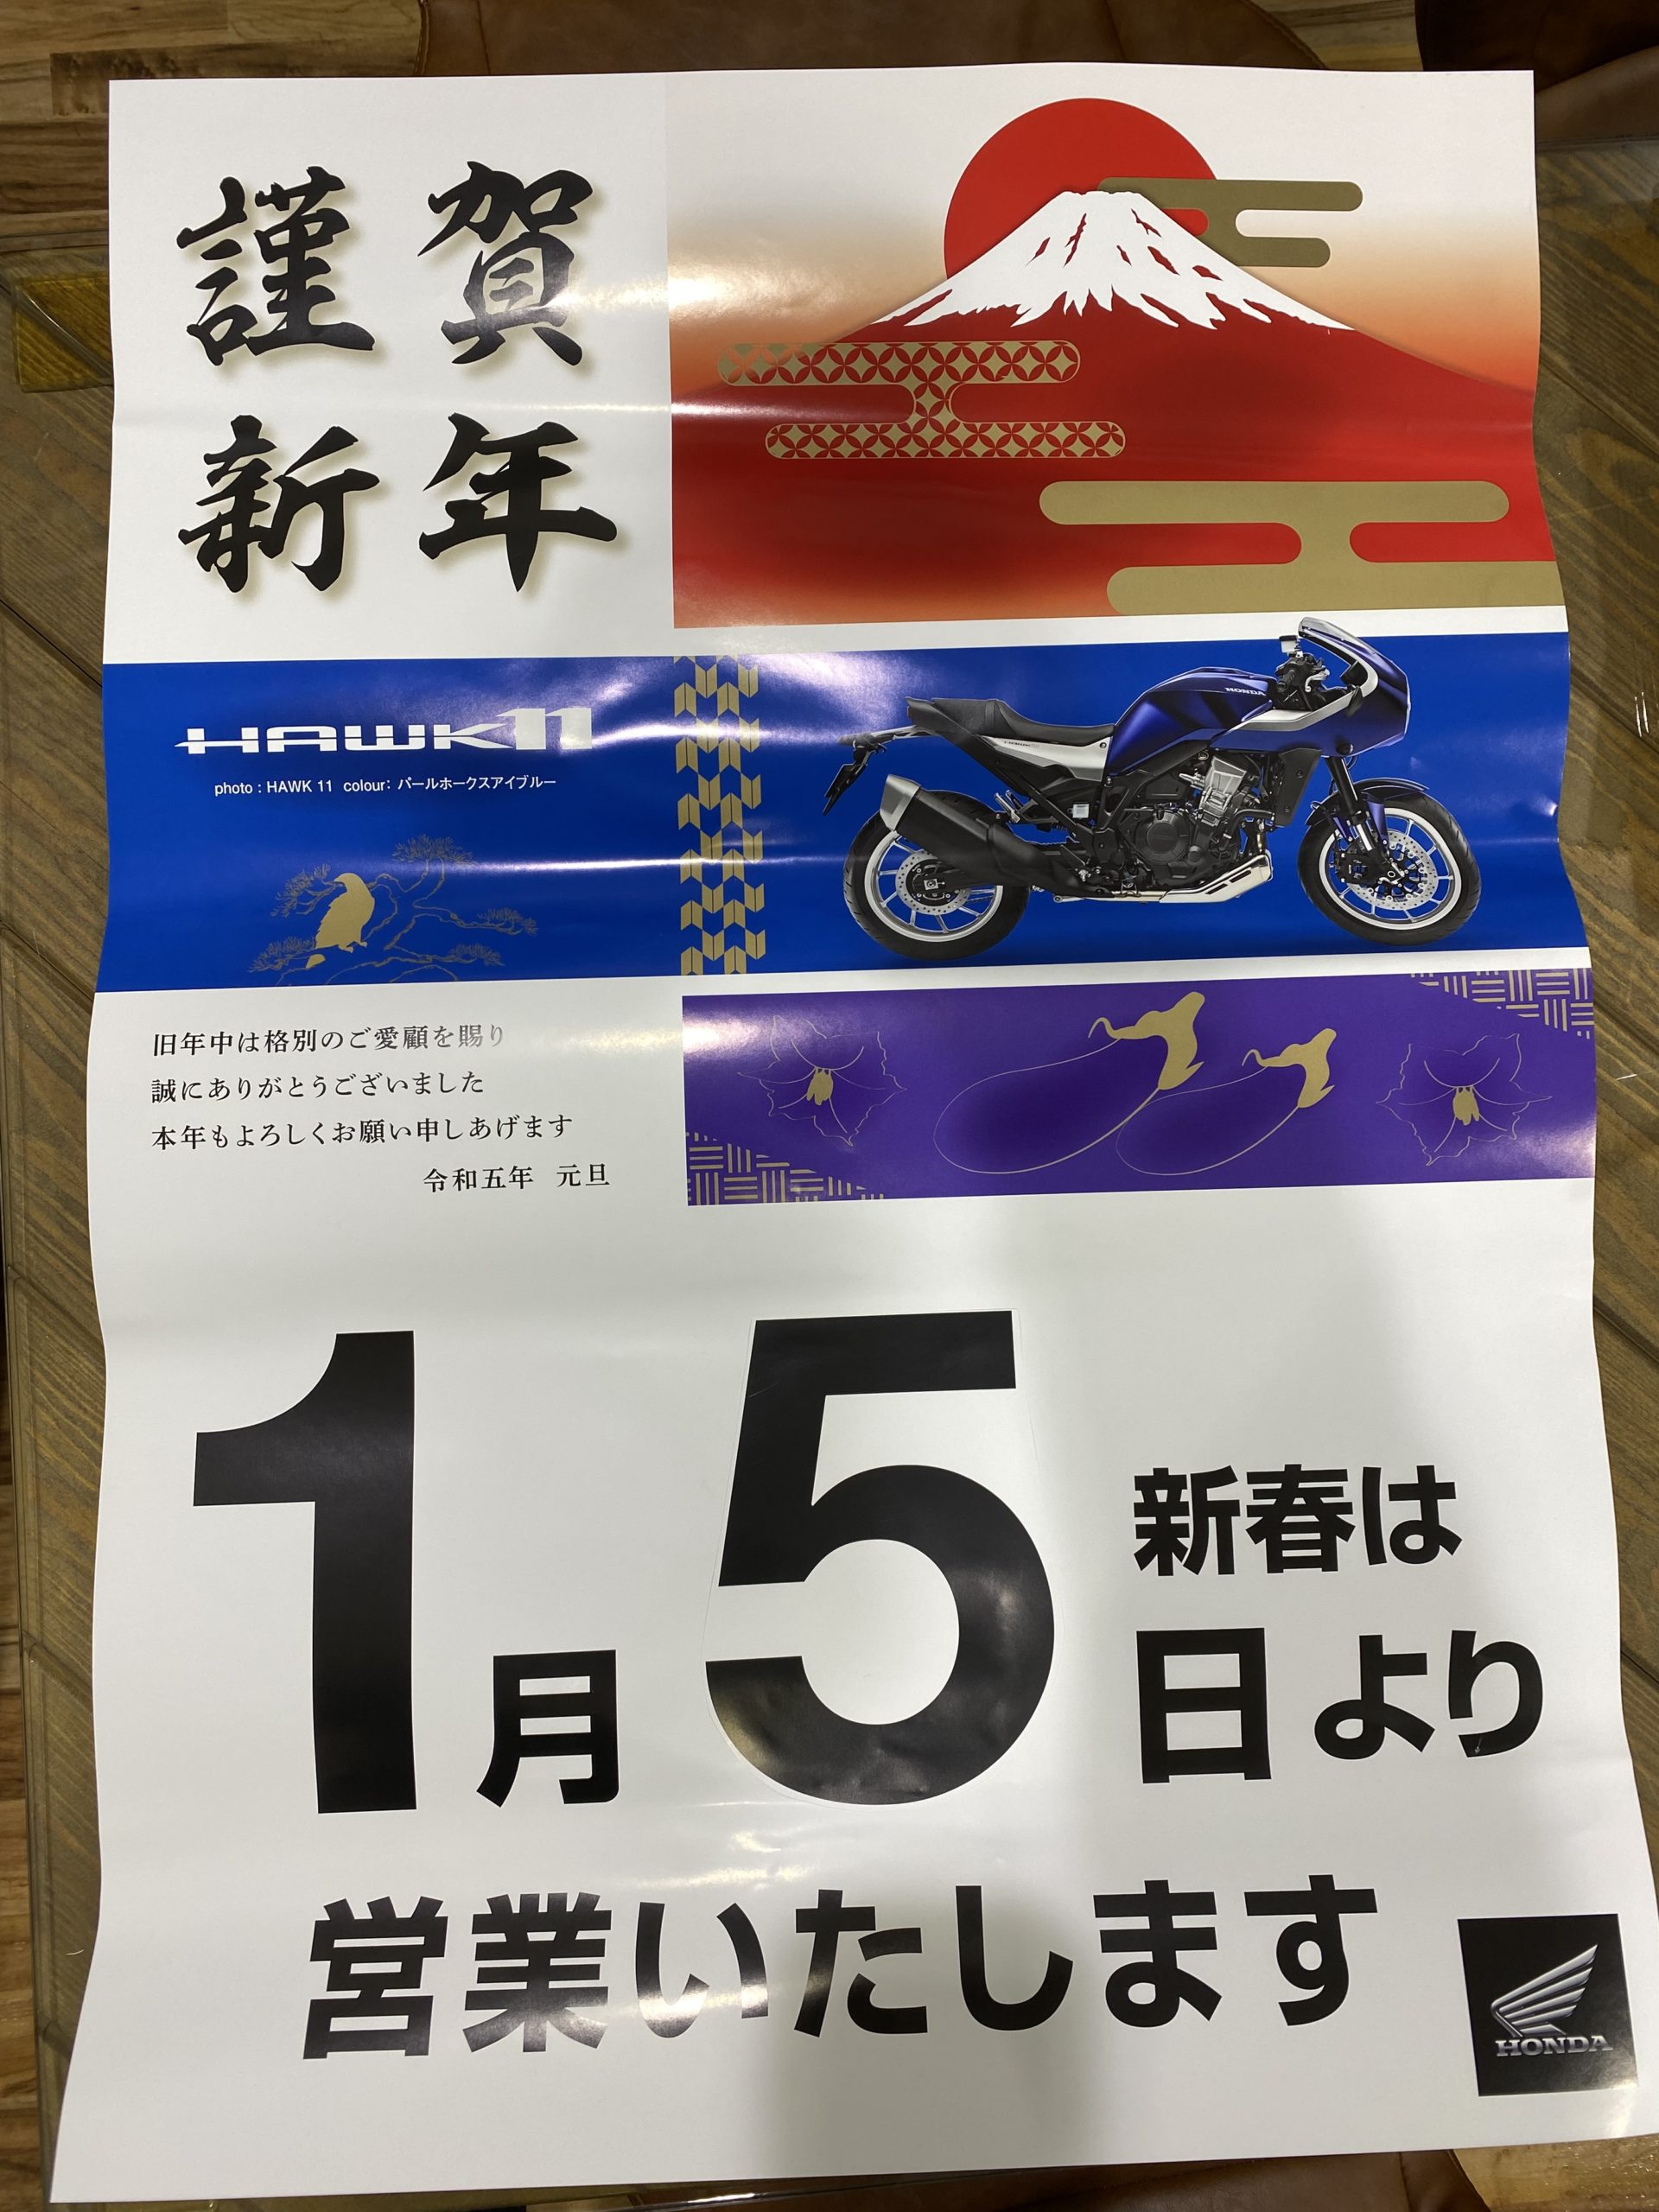 謹賀
新年
HAWK 11
photo : HAWK 11 colour: パールホークスアイブルー
HONDA
旧年中は格別のご愛顧を賜り
誠にありがとうございました
本年もよろしくお願い申しあげます
令和五年 元旦
新春は
1月5日より
営業いたします
HONDA